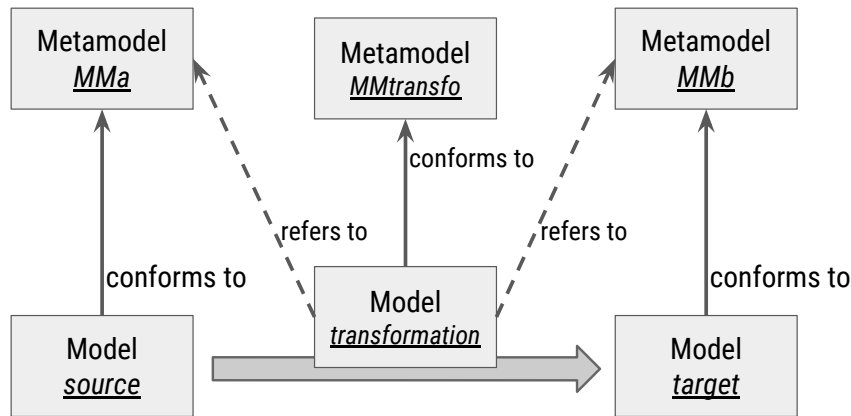 Metamodel
MMa
Metamodel
MMtransfo
Metamodel
MMb
conforms to
refers to
refers to
conforms to
conforms to
Model
source
Model
transformation
Model
target